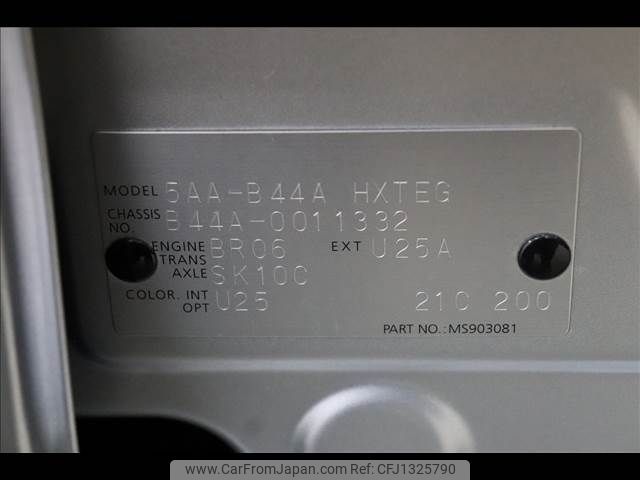 MODEL 5AA-B44A HXTEG
CHASSIS NO. B44A-0011332
ENGINE BR06 EXT U25A
TRANS AXLE SK10C
COLOR. INT U25
OPT 21C 200
PART NO.: MS903081
www.CarFromJapan.com CFJ1325790